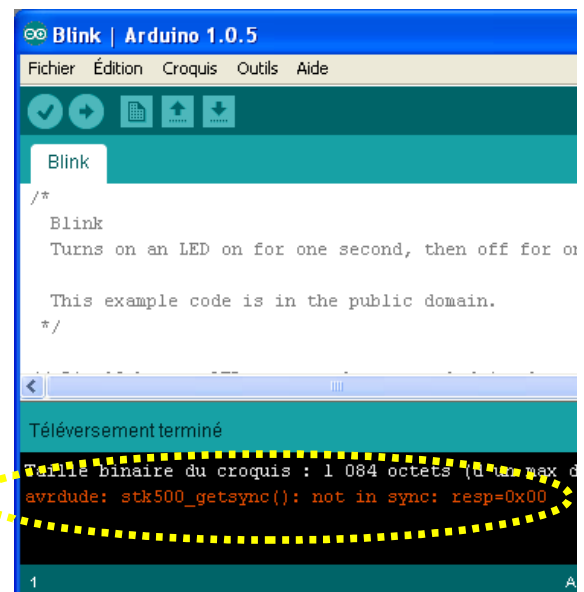 Blink | Arduino 1.0.5
Fichier Édition Croquis Outils Aide
Blink
/*
Blink
Turns on an LED on for one second, then off for
This example code is in the public domain.
*/
Téléversement terminé
Taille binaire du croquis : 1 084 octets (d'un max
avrdude: stk500_getsync(): not in sync: resp=0x00
1